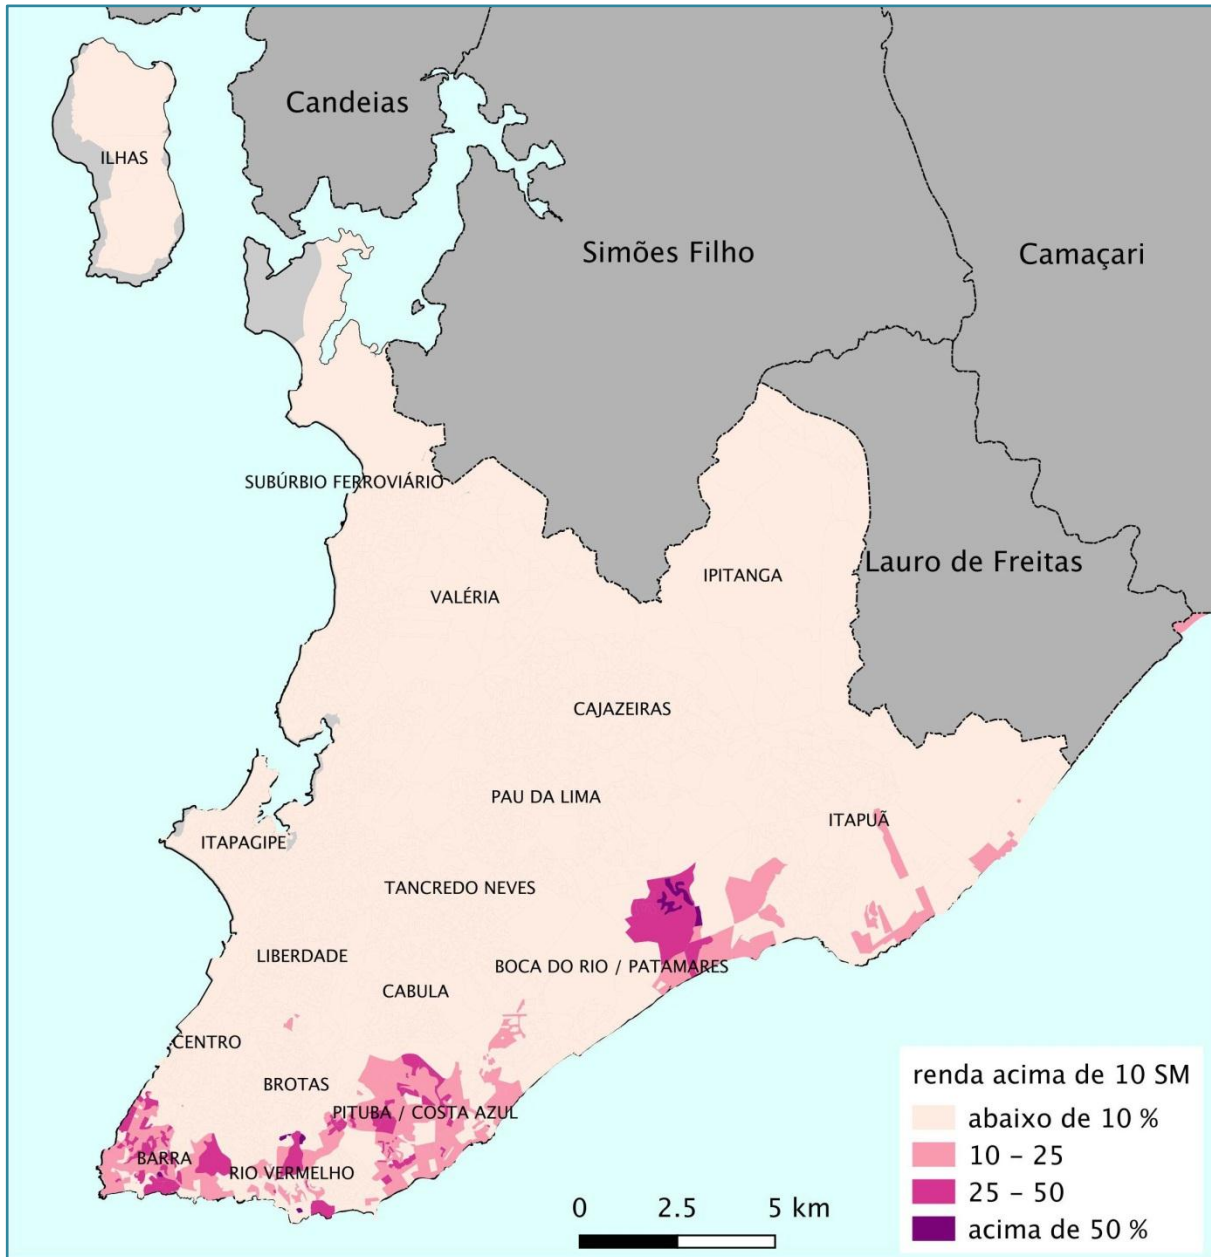 Candeias
ILHAS
Simões Filho
Camaçari
SUBÚRBIO FERROVIÁRIO
Lauro de Freitas
IPITANGA
VALÉRIA
CAJAZEIRAS
PAU DA LIMA
ITAPUÃ
ITAPAGIPE
TANCREDO NEVES
LIBERDADE
BOCA DO RIO / PATAMARES
CABULA
CENTRO
BROTAS
PITUBA / COSTA AZUL
BARRA
RIO VERMELHO
0 2.5 5 km
renda acima de 10 SM
abaixo de 10 %
10 – 25
25 – 50
acima de 50 %